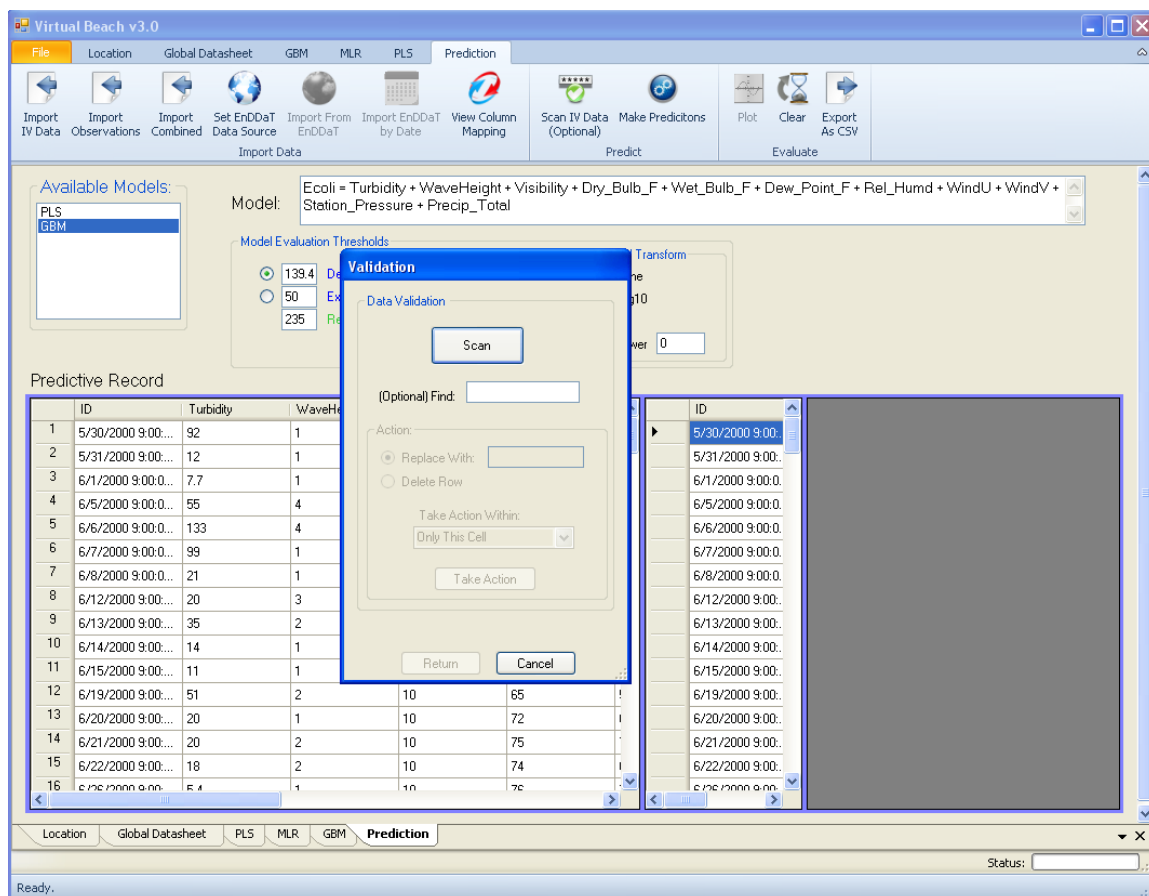 Virtual Beach v3.0
File Location Global Datasheet GBM MLR PLS Prediction
Import IV Data
Import Observations
Import Combined
Set EnDDaT Data Source
Import From EnDDaT
Import EnDDaT by Date
View Column Mapping
Scan IV Data (Optional)
Make Predicitons
Plot
Clear
Export As CSV
Import Data
Predict
Evaluate
Available Models:
PLS
GBM
Model:
Ecoli = Turbidity + WaveHeight + Visibility + Dry_Bulb_F + Wet_Bulb_F + Dew_Point_F + Rel_Humd + WindU + WindV +
Station_Pressure + Precip_Total
Model Evaluation Thresholds
139.4
50
235
Transform
0
Validation
Data Validation
Scan
(Optional) Find:
Action:
Replace With:
Delete Row
Take Action Within:
Only This Cell
Take Action
Return
Cancel
Predictive Record
ID Turbidity ID
1 5/30/2000 9:00:... 92 1 5/30/2000 9:00:.
2 5/31/2000 9:00:... 12 1 5/31/2000 9:00:.
3 6/1/2000 9:00:0... 7.7 1 6/1/2000 9:00:0.
4 6/5/2000 9:00:0... 55 4 6/5/2000 9:00:0.
5 6/6/2000 9:00:0... 133 4 6/6/2000 9:00:0.
6 6/7/2000 9:00:0... 99 1 6/7/2000 9:00:0.
7 6/8/2000 9:00:0... 21 1 6/8/2000 9:00:0.
8 6/12/2000 9:00:... 20 3 6/12/2000 9:00:.
9 6/13/2000 9:00:... 35 2 6/13/2000 9:00:.
10 6/14/2000 9:00:... 14 1 6/14/2000 9:00:.
11 6/15/2000 9:00:... 11 1 6/15/2000 9:00:.
12 6/19/2000 9:00:... 51 2 10 65 6/19/2000 9:00:.
13 6/20/2000 9:00:... 20 1 10 72 6/20/2000 9:00:.
14 6/21/2000 9:00:... 20 2 10 75 6/21/2000 9:00:.
15 6/22/2000 9:00:... 18 2 10 74 6/22/2000 9:00:.
16 6/26/2000 9:00:... 5.4 1 10 76 6/26/2000 9:00:.
Location Global Datasheet PLS MLR GBM Prediction
Status:
Ready.